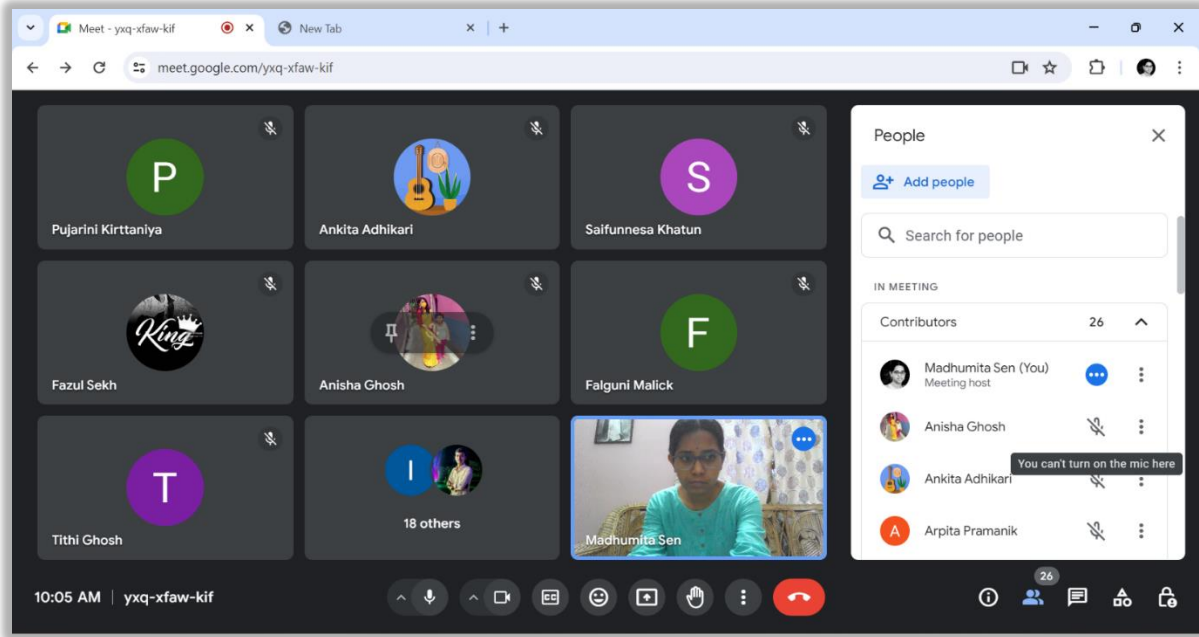 Meet - yxq-xfaw-kif
New Tab
meet.google.com/yxq-xfaw-kif
P
Pujarini Kirttaniya
Ankita Adhikari
S
Saifunnesa Khatun
King
Fazul Sekh
Anisha Ghosh
F
Falguni Malick
T
Tithi Ghosh
I
18 others
Madhumita Sen
People
Add people
Search for people
IN MEETING
Contributors 26
Madhumita Sen (You)
Meeting host
Anisha Ghosh
You can't turn on the mic here
Ankita Adhikari
A
Arpita Pramanik
10:05 AM | yxq-xfaw-kif
CC
26